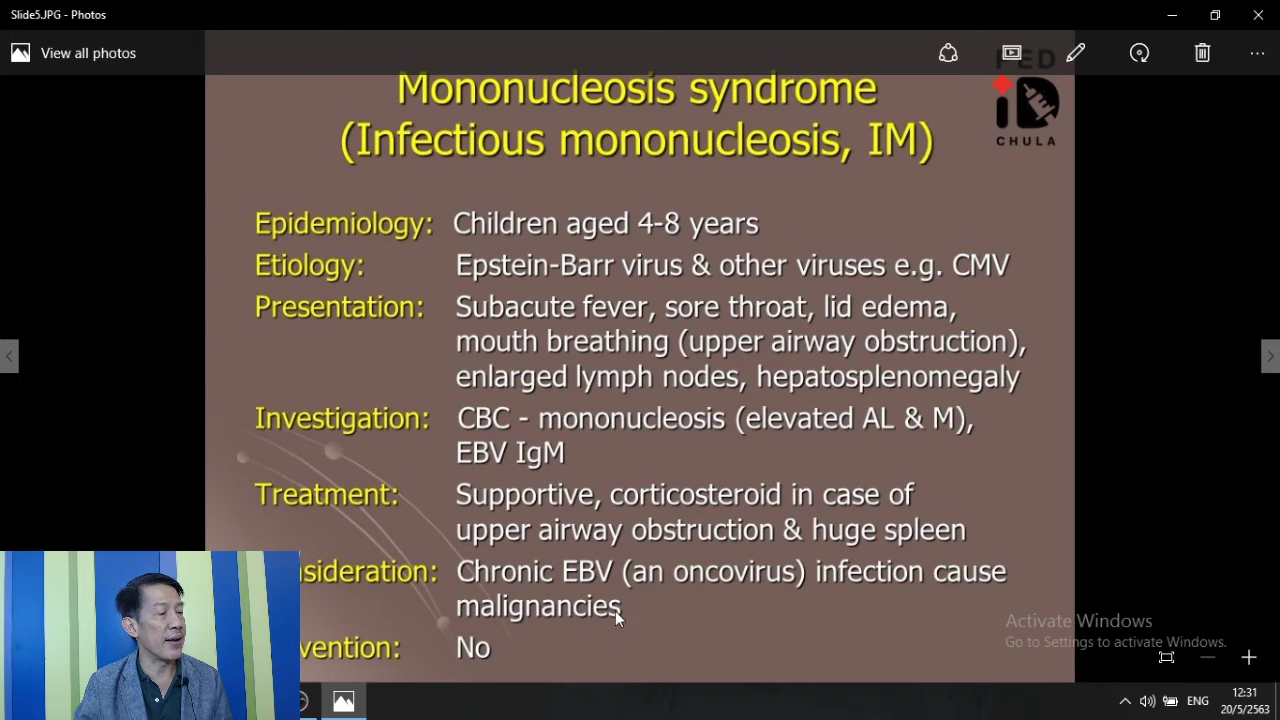 Slide5.JPG - Photos
View all photos
PED
ID
CHULA
Mononucleosis syndrome
(Infectious mononucleosis, IM)
Epidemiology: Children aged 4-8 years
Etiology: Epstein-Barr virus & other viruses e.g. CMV
Presentation: Subacute fever, sore throat, lid edema,
mouth breathing (upper airway obstruction),
enlarged lymph nodes, hepatosplenomegaly
Investigation: CBC - mononucleosis (elevated AL & M),
EBV IgM
Treatment: Supportive, corticosteroid in case of
upper airway obstruction & huge spleen
sideration: Chronic EBV (an oncovirus) infection cause
malignancies
vention: No
Activate Windows
Go to Settings to activate Windows.
ENG
12:31
20/5/2563